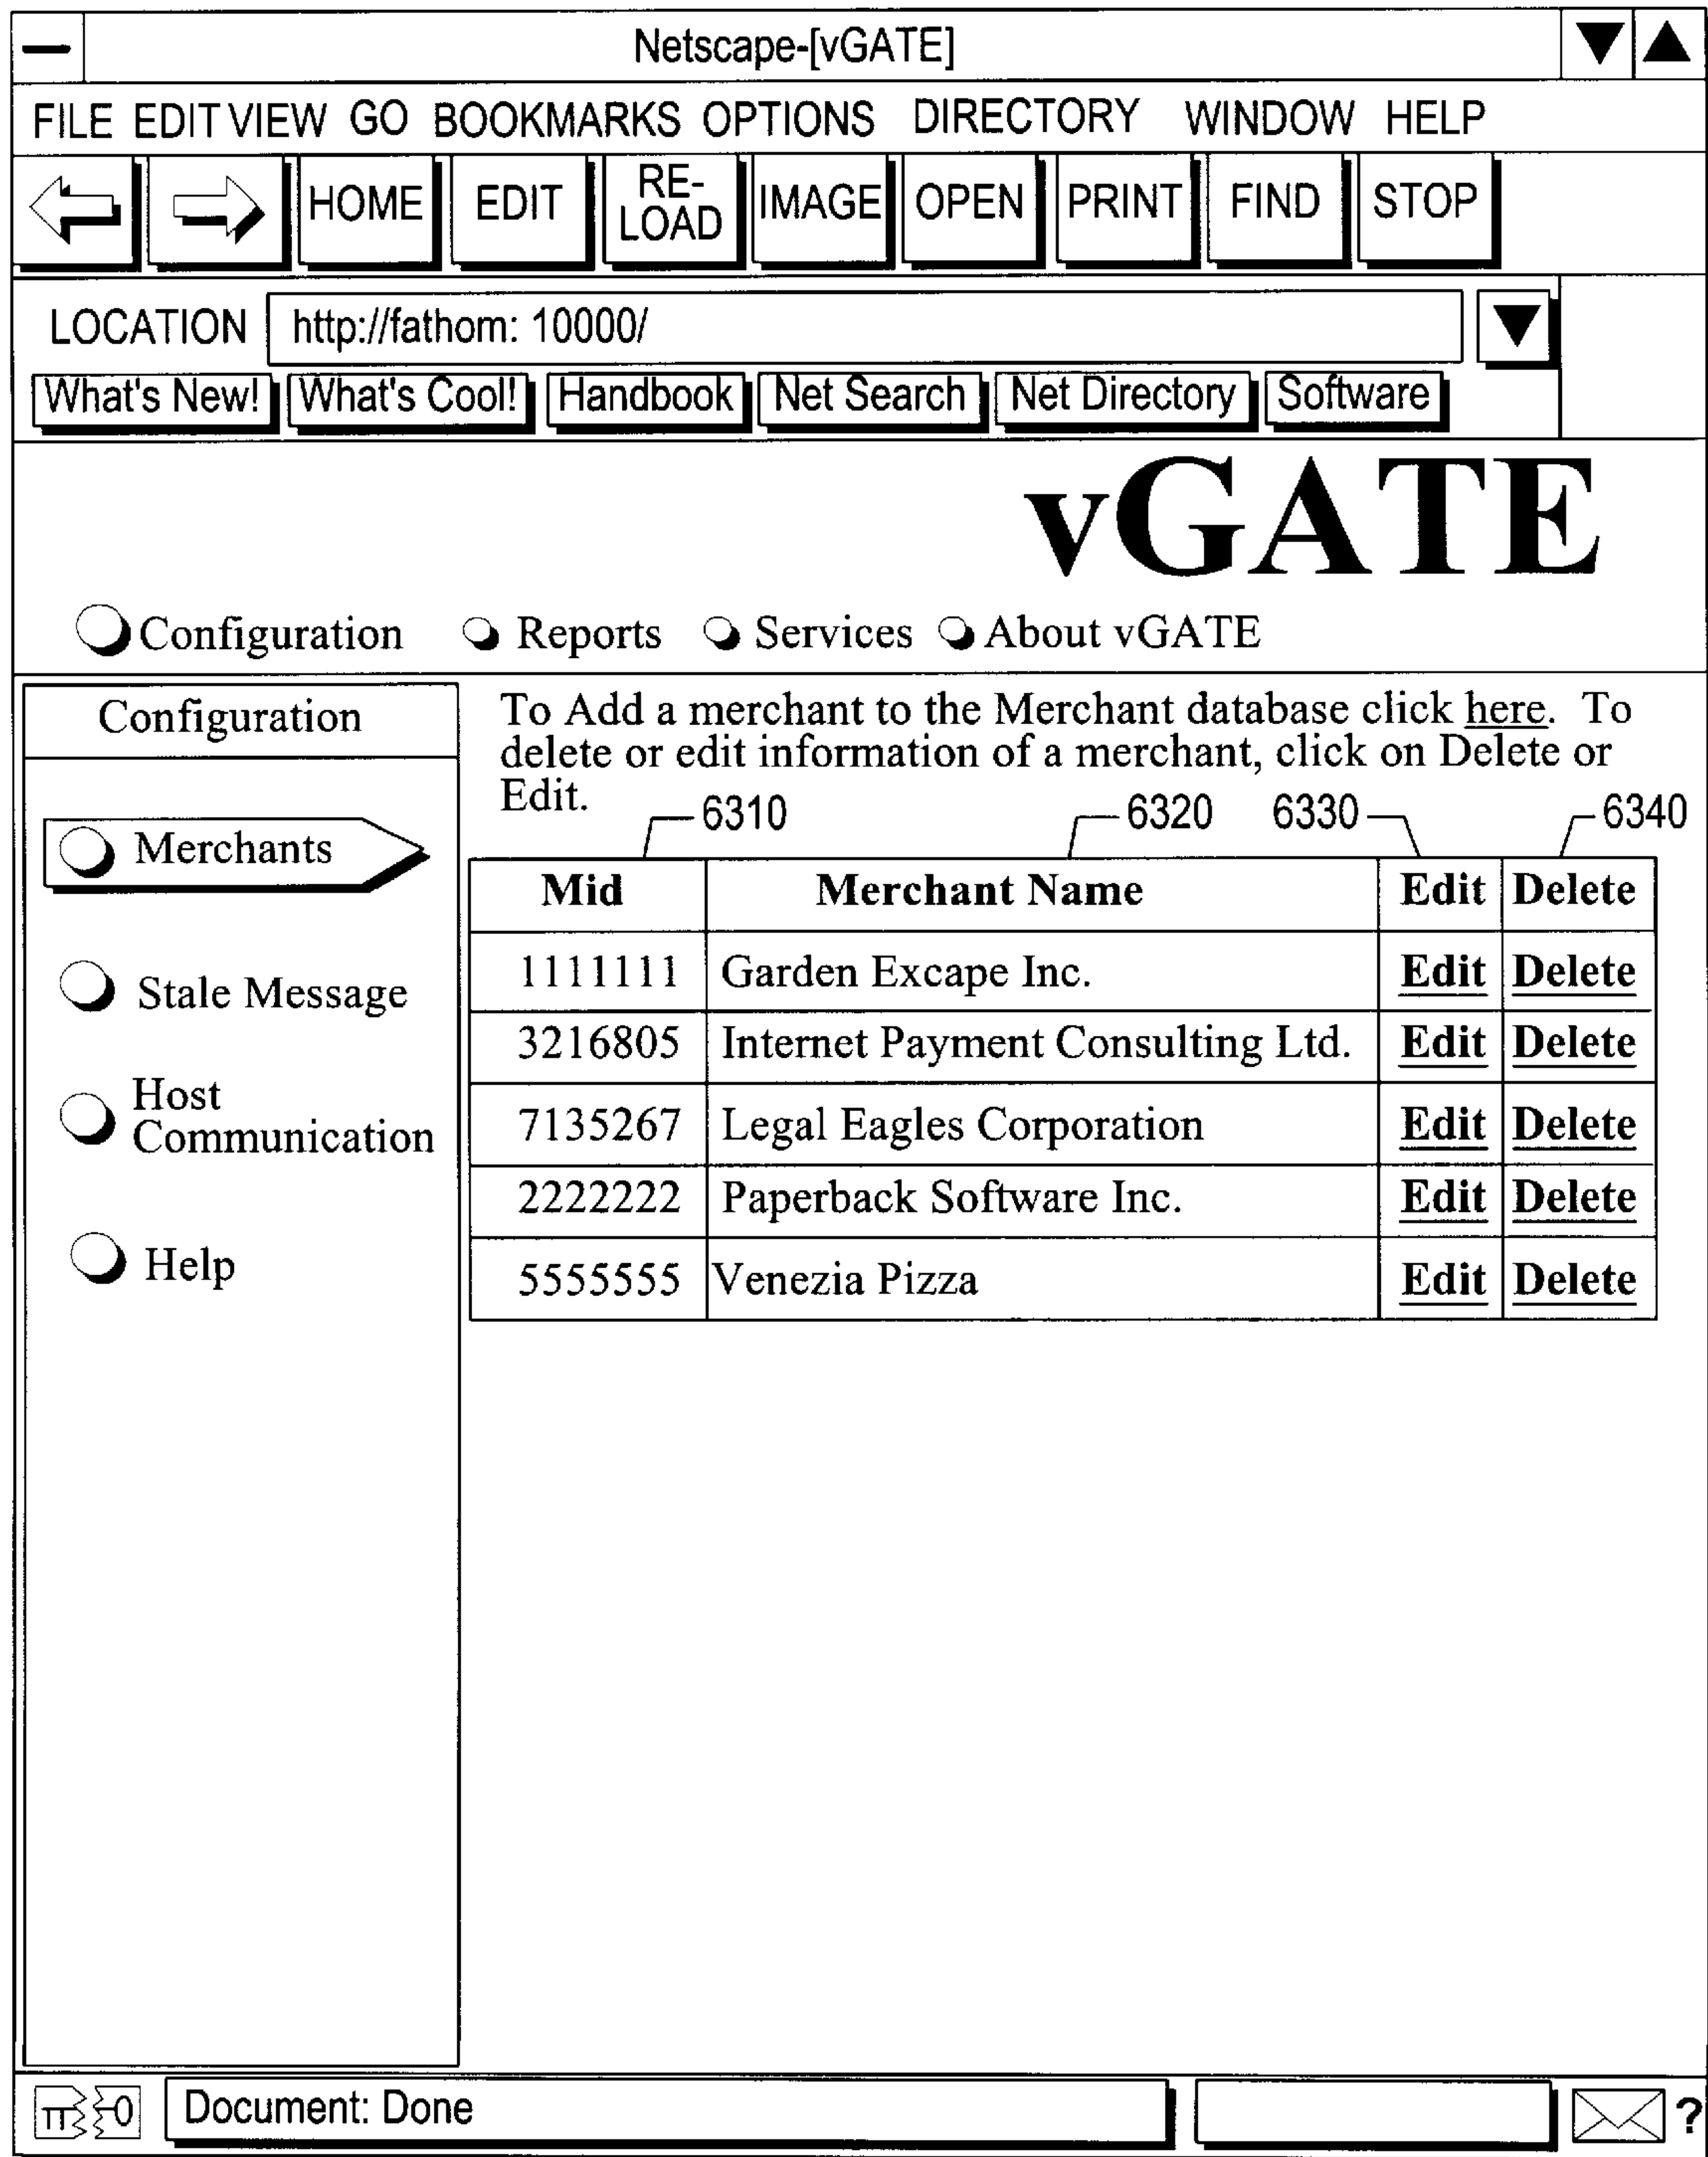 Netscape-[vGATE]
FILE EDIT VIEW GO BOOKMARKS OPTIONS DIRECTORY WINDOW HELP
HOME EDIT RE-LOAD IMAGE OPEN PRINT FIND STOP
LOCATION http://fathom: 10000/
What's New! What's Cool! Handbook Net Search Net Directory Software
vGATE
Configuration Reports Services About vGATE
Configuration
Merchants
Stale Message
Host
Communication
Help
To Add a merchant to the Merchant database click here. To
delete or edit information of a merchant, click on Delete or
Edit.
6310 6320 6330 6340
Mid Merchant Name Edit Delete
1111111 Garden Excape Inc. Edit Delete
3216805 Internet Payment Consulting Ltd. Edit Delete
7135267 Legal Eagles Corporation Edit Delete
2222222 Paperback Software Inc. Edit Delete
5555555 Venezia Pizza Edit Delete
Document: Done
?